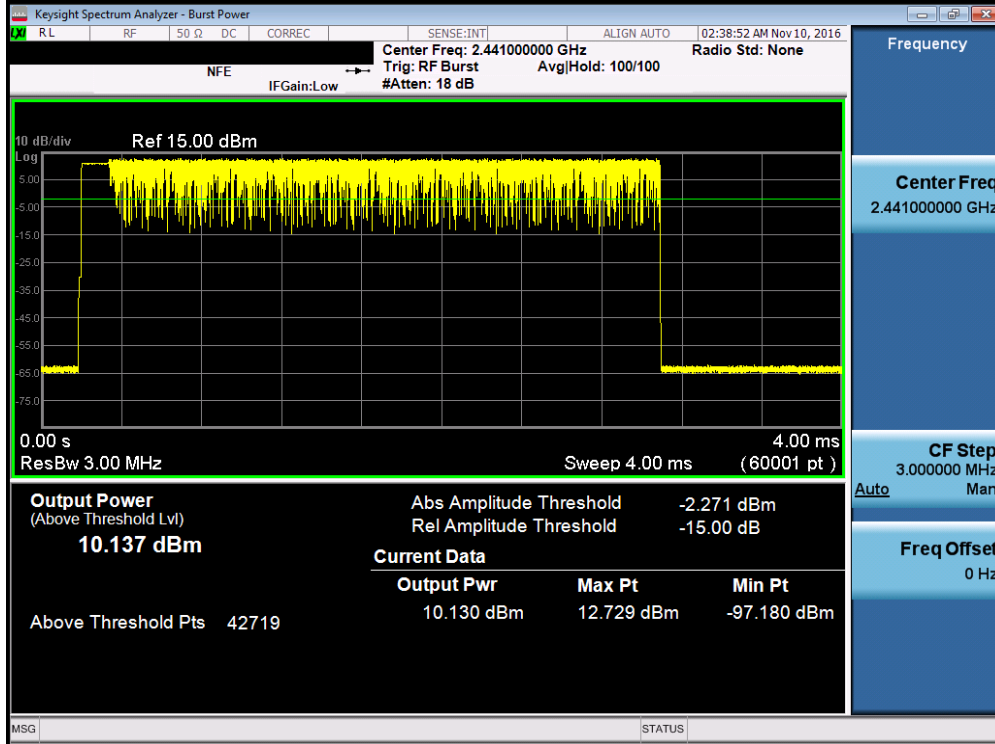 Keysight Spectrum Analyzer - Burst Power
LXI RL RF 50 Ω DC CORREC SENSE:INT ALIGN AUTO 02:38:52 AM Nov 10, 2016
Center Freq: 2.441000000 GHz Radio Std: None
NFE Trig: RF Burst Avg|Hold: 100/100
IFGain:Low #Atten: 18 dB
Frequency
10 dB/div Ref 15.00 dBm
Log
5.00
-5.00
-15.0
-25.0
-35.0
-45.0
-55.0
-65.0
-75.0
0.00 s 4.00 ms
ResBw 3.00 MHz Sweep 4.00 ms (60001 pt)
Output Power
(Above Threshold Lvl)
10.137 dBm
Above Threshold Pts 42719
Abs Amplitude Threshold -2.271 dBm
Rel Amplitude Threshold -15.00 dB
Current Data
Output Pwr Max Pt Min Pt
10.130 dBm 12.729 dBm -97.180 dBm
Center Freq
2.441000000 GHz
CF Step
3.000000 MHz
Auto Man
Freq Offset
0 Hz
MSG STATUS